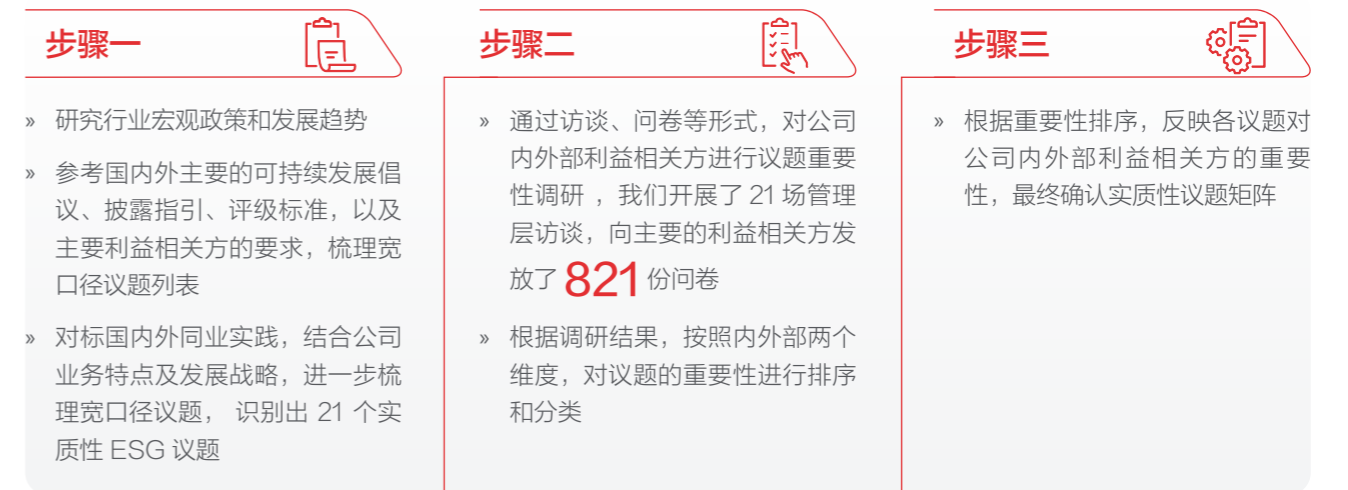 步骤一
» 研究行业宏观政策和发展趋势
» 参考国内外主要的可持续发展倡
议、披露指引、评级标准，以及
主要利益相关方的要求，梳理宽
口径议题列表
» 对标国内外同业实践，结合公司
业务特点及发展战略，进一步梳
理宽口径议题， 识别出 21 个实
质性 ESG 议题
步骤二
» 通过访谈、问卷等形式，对公司
内外部利益相关方进行议题重要
性调研 ，我们开展了 21 场管理
层访谈，向主要的利益相关方发
放了 821 份问卷
» 根据调研结果，按照内外部两个
维度，对议题的重要性进行排序
和分类
步骤三
» 根据重要性排序，反映各议题对
公司内外部利益相关方的重要
性，最终确认实质性议题矩阵